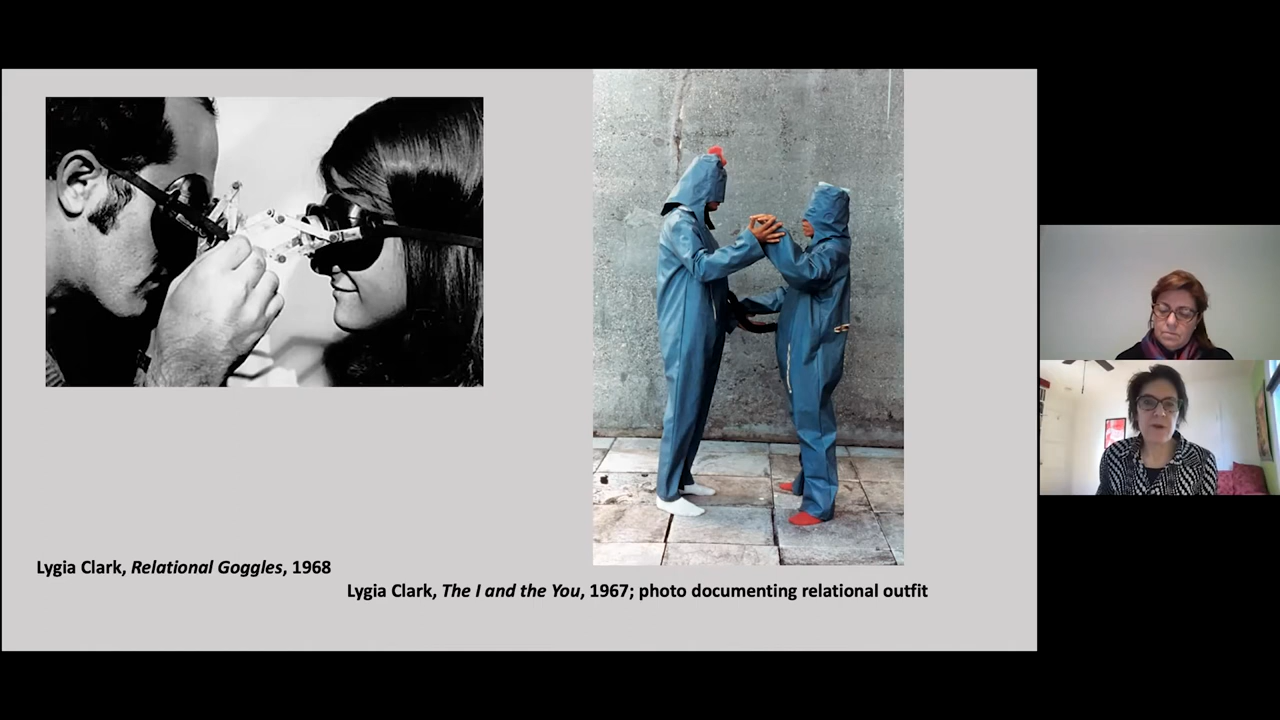 Lygia Clark, Relational Goggles, 1968
Lygia Clark, The I and the You, 1967; photo documenting relational outfit